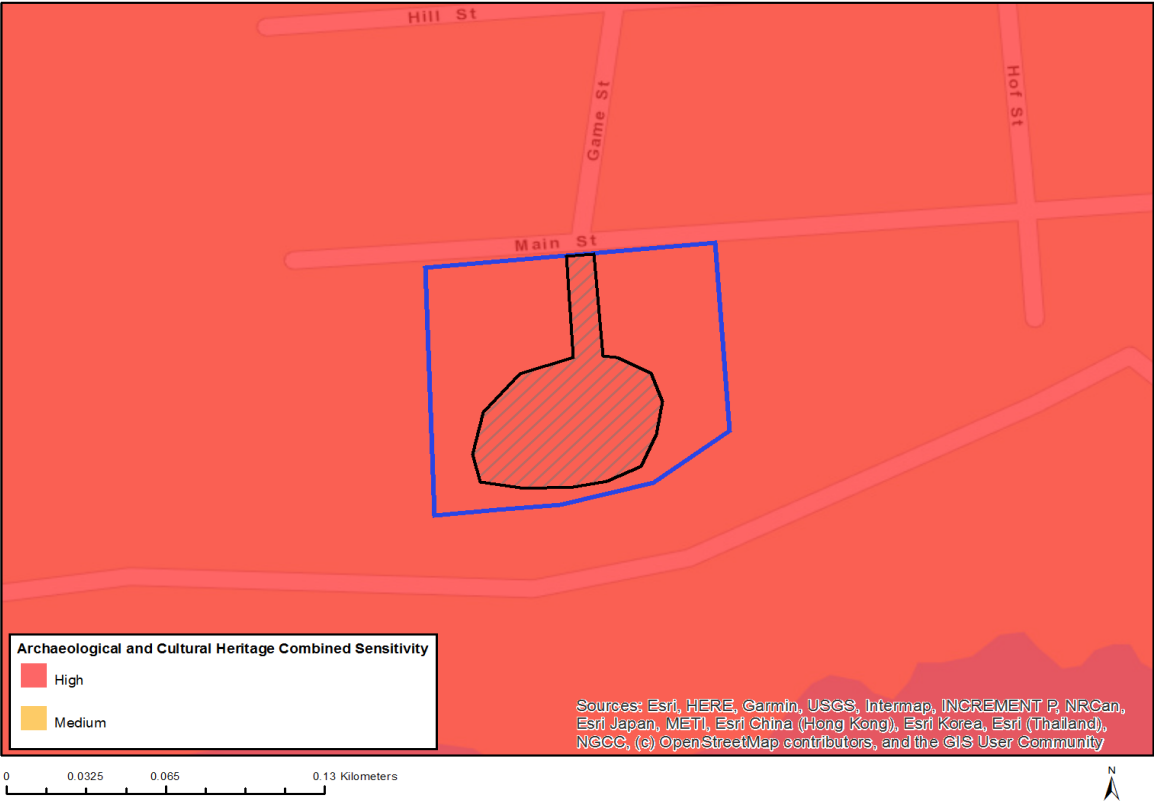 Hill St
Game St
Hof St
Main St
Archaeological and Cultural Heritage Combined Sensitivity
High
Medium
Sources: Esri, HERE, Garmin, USGS, Intermap, INCREMENT P, NRCan,
Esri Japan, METI, Esri China (Hong Kong), Esri Korea, Esri (Thailand),
NGCC, (c) OpenStreetMap contributors, and the GIS User Community
0 0.0325 0.065 0.13 Kilometers
N